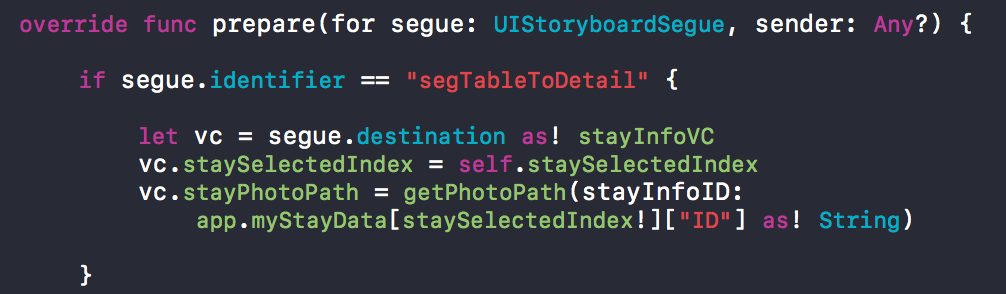 override func prepare(for segue: UIStoryboardSegue, sender: Any?) {
if segue.identifier == "segTableToDetail" {
let vc = segue.destination as! stayInfoVC
vc.staySelectedIndex = self.staySelectedIndex
vc.stayPhotoPath = getPhotoPath(stayInfoID:
app.myStayData[staySelectedIndex!]["ID"] as! String)
}